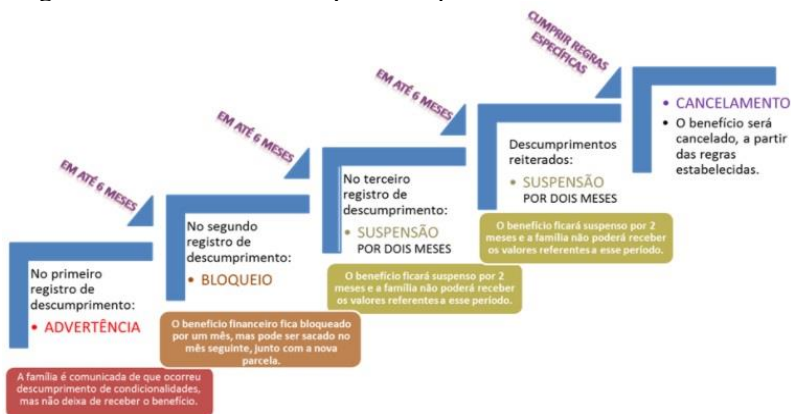 No primeiro
registro de
descumprimento:
• ADVERTÊNCIA
A família é comunicada de que ocorreu
descumprimento de condicionalidades,
mas não deixa de receber o benefício.
EM ATÉ 6 MESES
No segundo
registro de
descumprimento:
• BLOQUEIO
O benefício financeiro fica bloqueado
por um mês, mas pode ser sacado no
mês seguinte, junto com a nova
parcela.
EM ATÉ 6 MESES
No terceiro
registro de
descumprimento:
• SUSPENSÃO
POR DOIS MESES
O benefício ficará suspenso por 2
meses e a família não poderá receber
os valores referentes a esse período.
EM ATÉ 6 MESES
Descumprimentos
reiterados:
• SUSPENSÃO
POR DOIS MESES
O benefício ficará suspenso por 2
meses e a família não poderá receber
os valores referentes a esse período.
CUMPRIR REGRAS
ESPECÍFICAS
• CANCELAMENTO
• O benefício será
cancelado, a partir
das regras
estabelecidas.